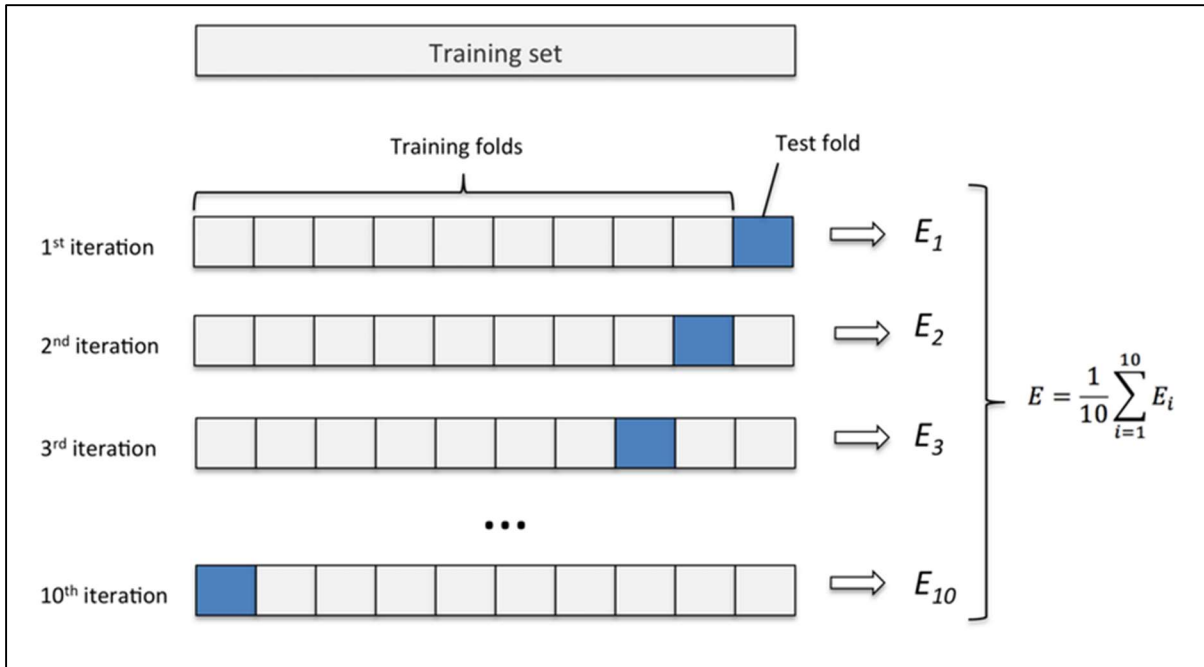 Training set
Training folds
Test fold
1st iteration
E1
2nd iteration
E2
3rd iteration
E3
E = 1/10 10∑i=1 Ei
...
10th iteration
E10